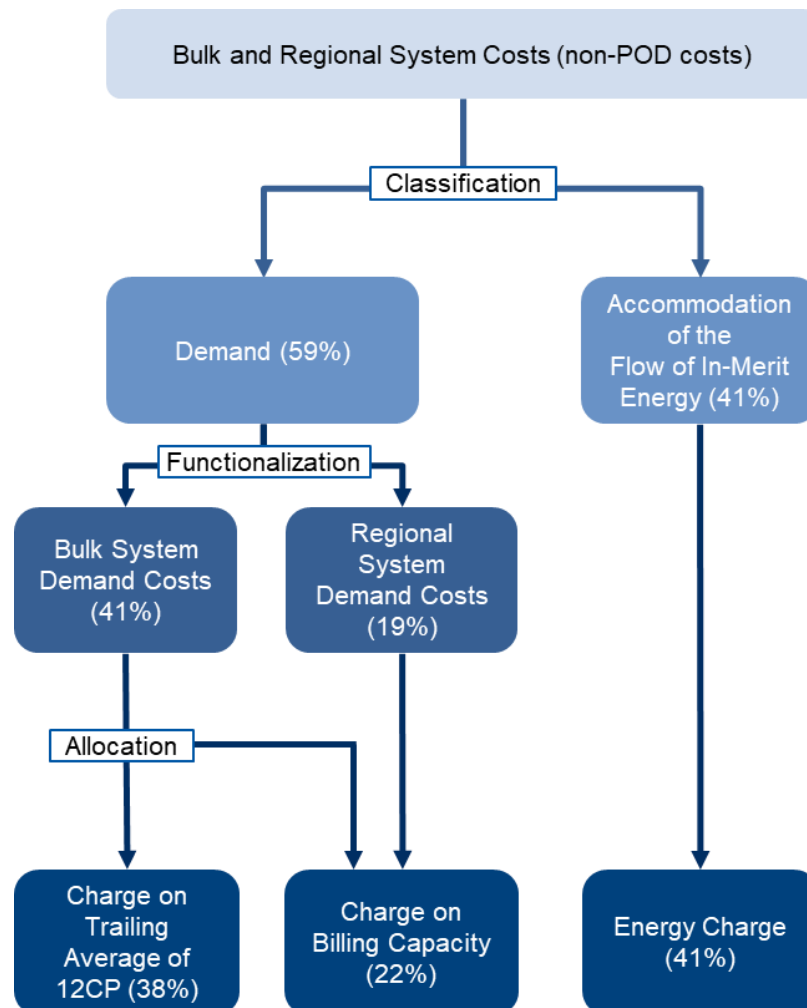 Bulk and Regional System Costs (non-POD costs)
Classification
Demand (59%)
Accommodation
of the
Flow of In-Merit
Energy (41%)
Functionalization
Bulk System
Demand Costs
(41%)
Regional
System
Demand Costs
(19%)
Allocation
Charge on
Trailing
Average of
12CP (38%)
Charge on
Billing Capacity
(22%)
Energy Charge
(41%)